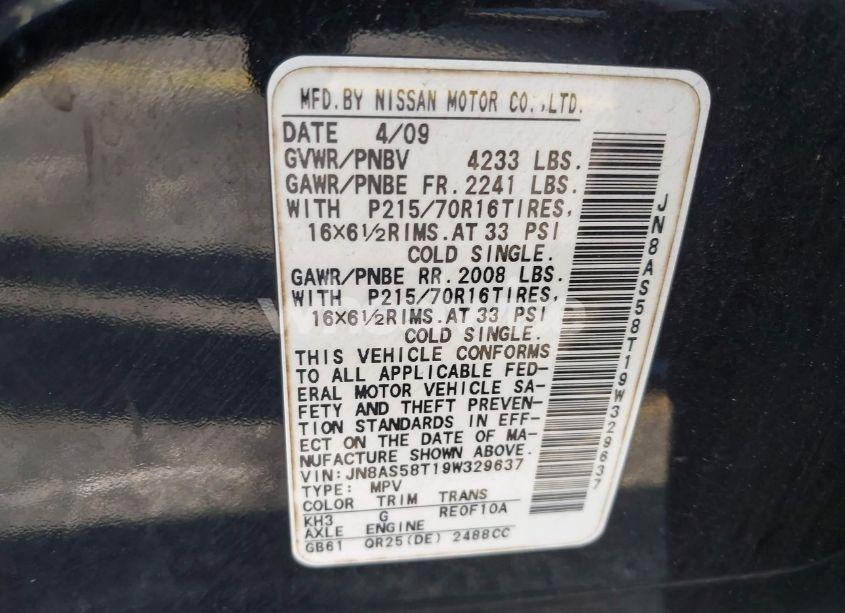 MFD.BY NISSAN MOTOR CO.,LTD.
DATE 4/09
GVWR/PNBV 4233 LBS.
GAWR/PNBE FR. 2241 LBS.
WITH P215/70R16TIRES,
16X6½RIMS.AT 33 PSI
COLD SINGLE.
GAWR/PNBE RR. 2008 LBS.
WITH P215/70R16TIRES,
16X6½RIMS.AT 33 PSI
COLD SINGLE.
THIS VEHICLE CONFORMS
TO ALL APPLICABLE FED-
ERAL MOTOR VEHICLE SA-
FETY AND THEFT PREVEN-
TION STANDARDS IN EFF-
ECT ON THE DATE OF MA-
NUFACTURE SHOWN ABOVE.
VIN:JN8AS58T19W329637
TYPE: MPV
COLOR TRIM TRANS
KH3 G RE0F10A
AXLE ENGINE
GB61 QR25(DE) 2488CC
JN8AS58T19W329637